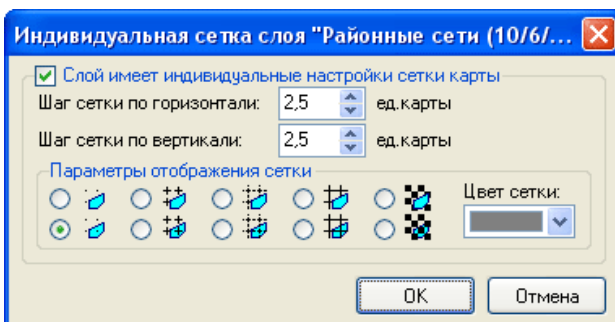 Индивидуальная сетка слоя "Районные сети (10/6/...
Слой имеет индивидуальные настройки сетки карты
Шаг сетки по горизонтали: 2,5 ед.карты
Шаг сетки по вертикали: 2,5 ед.карты
Параметры отображения сетки
Цвет сетки:
OK Отмена